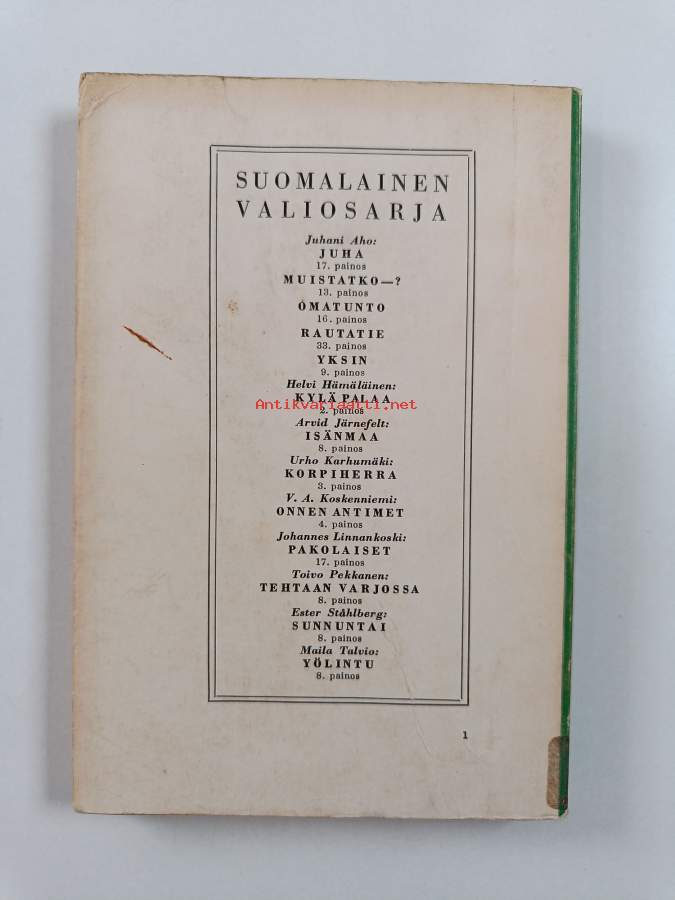 SUOMALAINEN
VALIOSARJA
Juhani Aho:
JUHA
17. painos
MUISTATKO—?
13. painos
OMATUNTO
16. painos
RAUTATIE
33. painos
YKSIN
9. painos
Helvi Hämäläinen:
KYLÄ PALAA
Antikvariaatti.net
2. painos
Arvid Järnefelt:
ISÄNMAA
8. painos
Urho Karhumäki:
KORPIHERRA
3. painos
V. A. Koskenniemi:
ONNEN ANTIMET
4. painos
Johannes Linnankoski:
PAKOLAISET
17. painos
Toivo Pekkanen:
TEHTAAN VARJOSSA
8. painos
Ester Ståhlberg:
SUNNUNTAI
8. painos
Maila Talvio:
YÖLINTU
8. painos
1